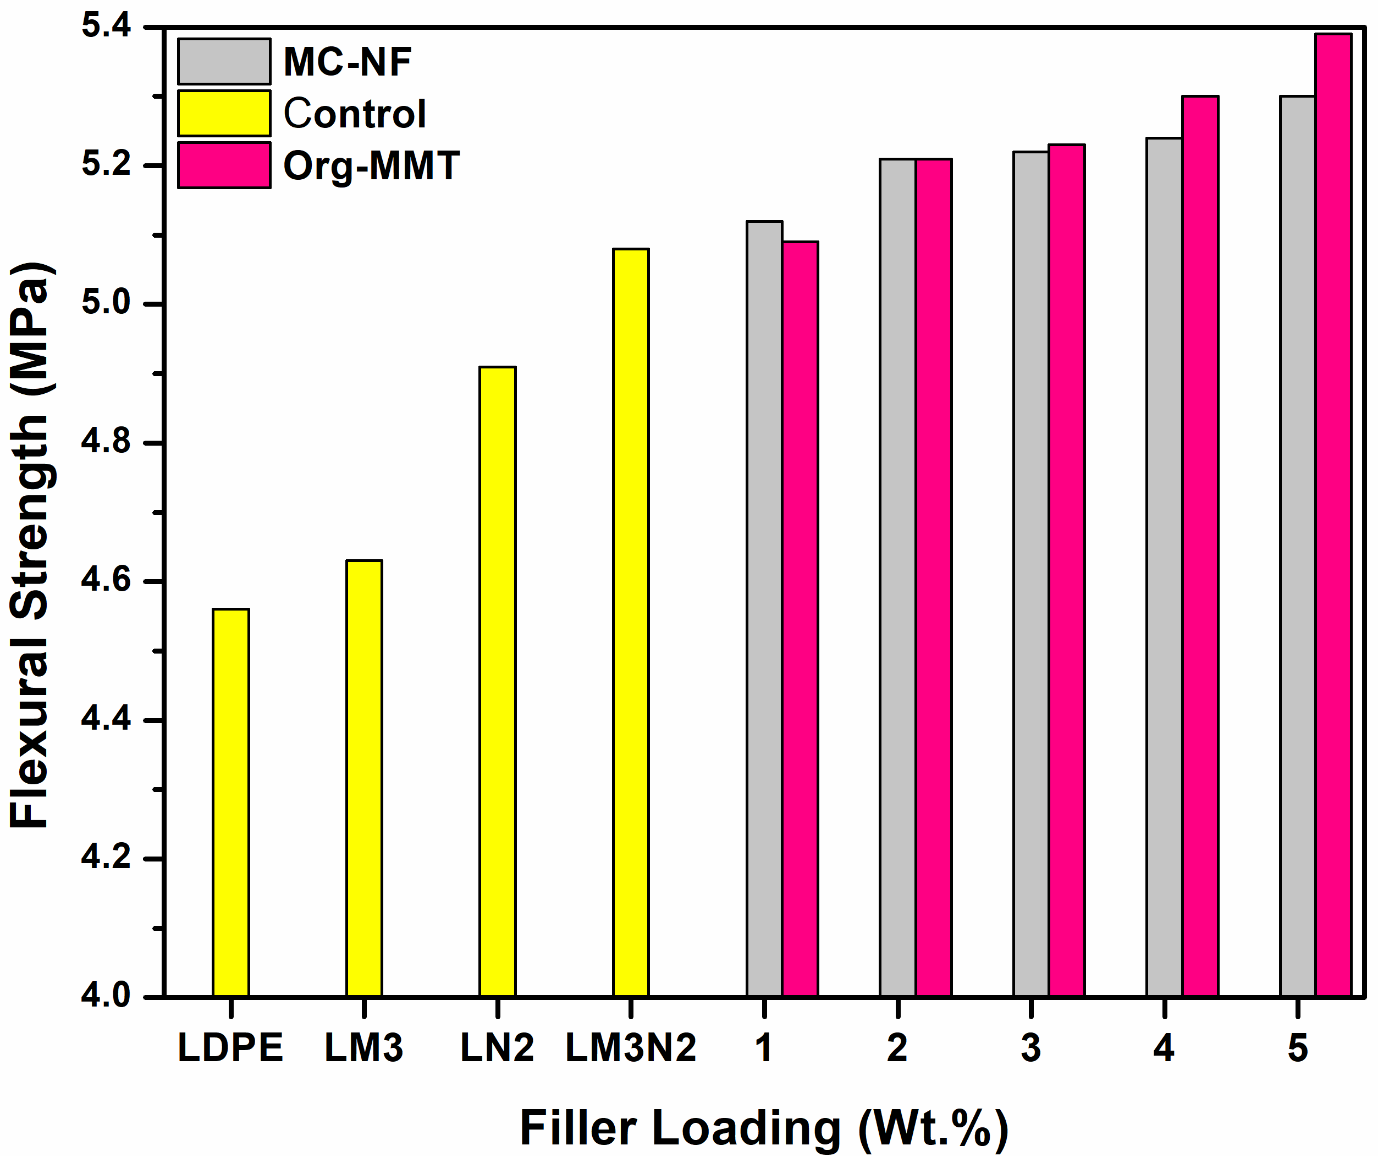 MC-NF
Control
Org-MMT
Flexural Strength (MPa)
5.4
5.2
5.0
4.8
4.6
4.4
4.2
4.0
LDPE LM3 LN2 LM3N2 1 2 3 4 5
Filler Loading (Wt.%)